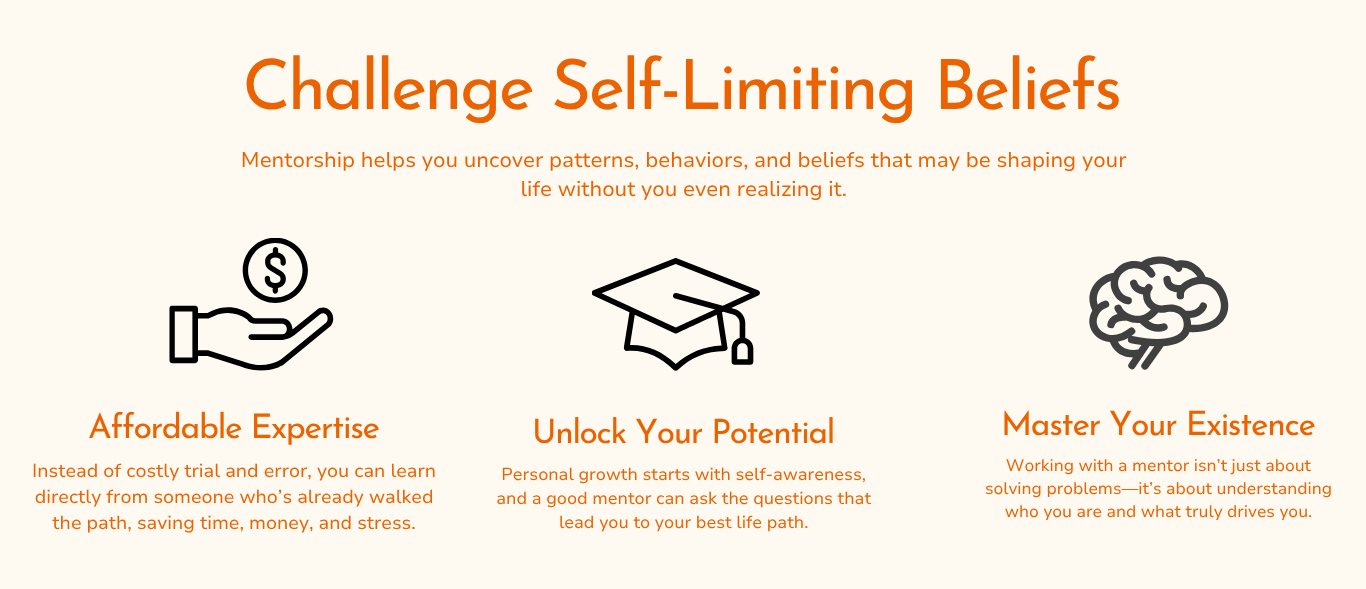 Challenge Self-Limiting Beliefs
Mentorship helps you uncover patterns, behaviors, and beliefs that may be shaping your
life without you even realizing it.
$
Affordable Expertise
Instead of costly trial and error, you can learn
directly from someone who’s already walked
the path, saving time, money, and stress.
Unlock Your Potential
Personal growth starts with self-awareness,
and a good mentor can ask the questions that
lead you to your best life path.
Master Your Existence
Working with a mentor isn’t just about
solving problems—it’s about understanding
who you are and what truly drives you.